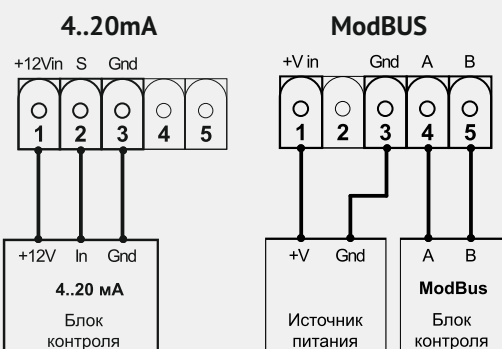 4..20mA
+12Vin S Gnd
1 2 3 4 5
+12V In Gnd
4..20 мА
Блок
контроля
ModBUS
+V in Gnd A B
1 2 3 4 5
+V Gnd
Источник
питания
A B
ModBus
Блок
контроля